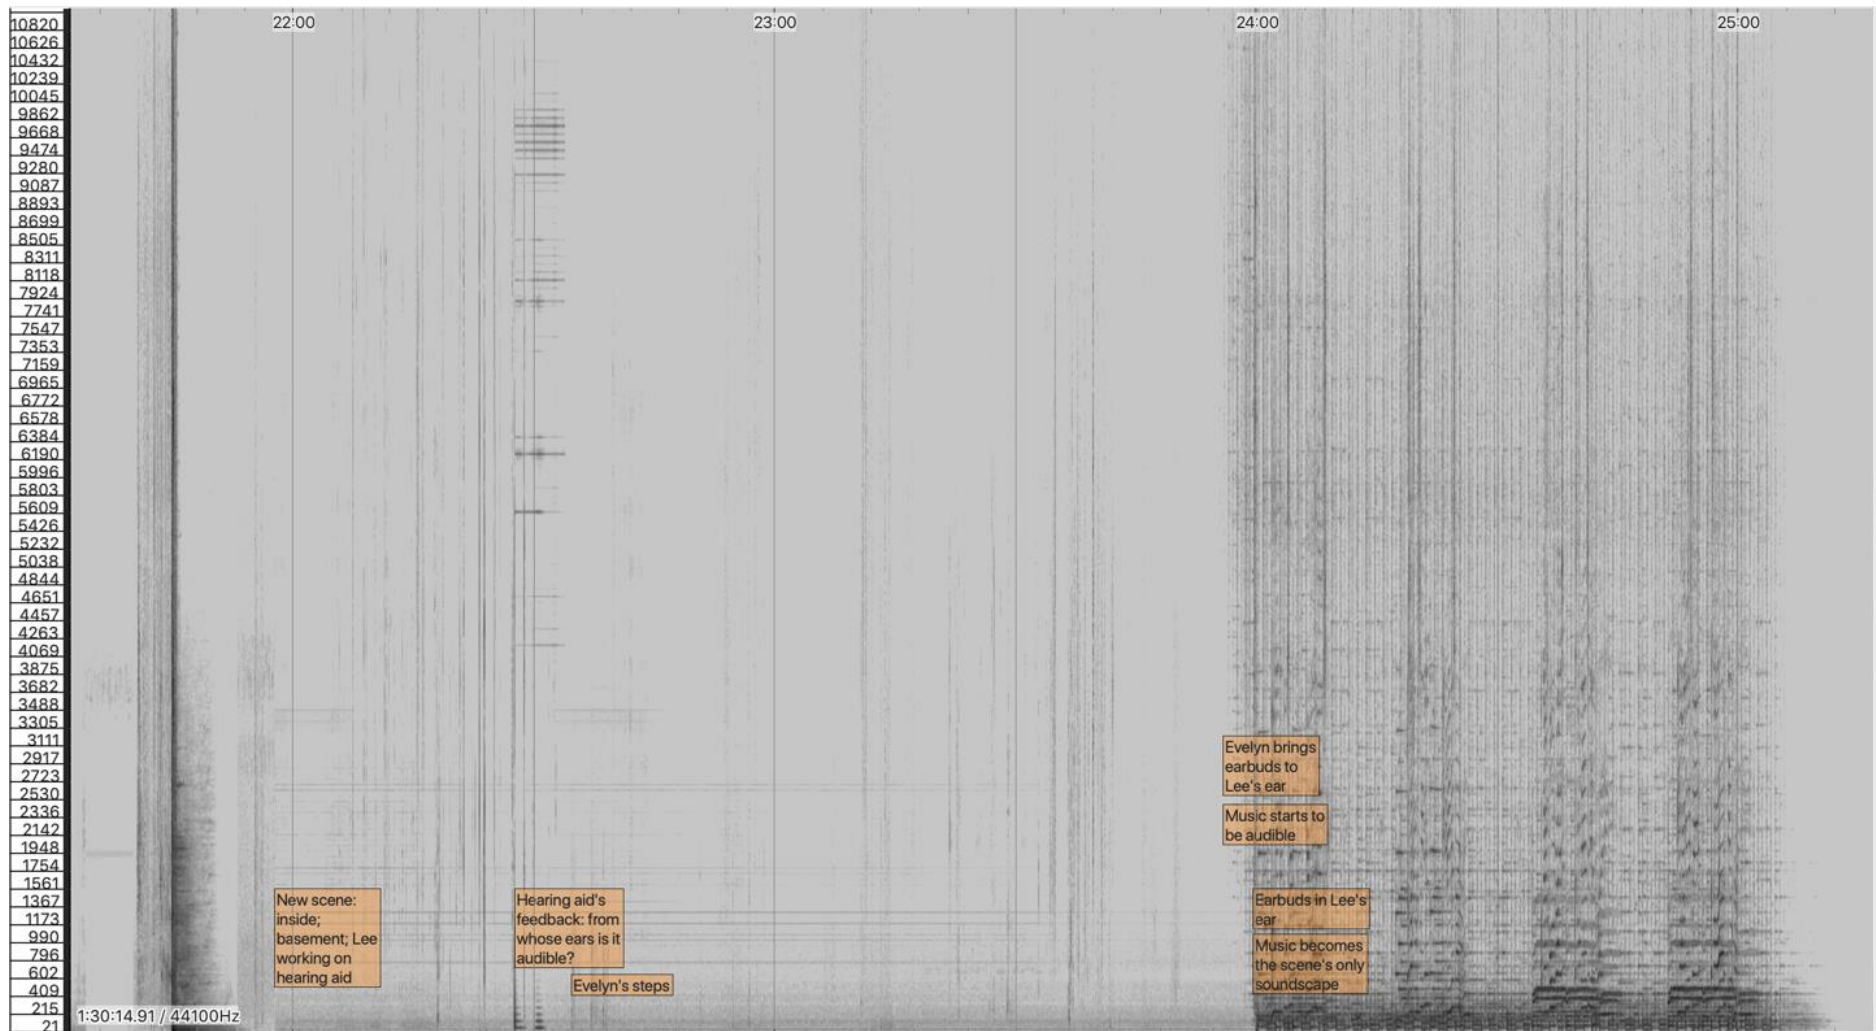 22:00
23:00
24:00
25:00
10820
10626
10432
10239
10045
9862
9668
9474
9280
9087
8893
8699
8505
8311
8118
7924
7741
7547
7353
7159
6965
6772
6578
6384
6190
5996
5803
5609
5426
5232
5038
4844
4651
4457
4263
4069
3875
3682
3488
3305
3111
2917
2723
2530
2336
2142
1948
1754
1561
1367
1173
990
796
602
409
215
21
New scene:
inside;
basement; Lee
working on
hearing aid
Hearing aid's
feedback: from
whose ears is it
audible?
Evelyn's steps
Evelyn brings
earbuds to
Lee's ear
Music starts to
be audible
Earbuds in Lee's
ear
Music becomes
the scene's only
soundscape
1:30:14.91 / 44100Hz